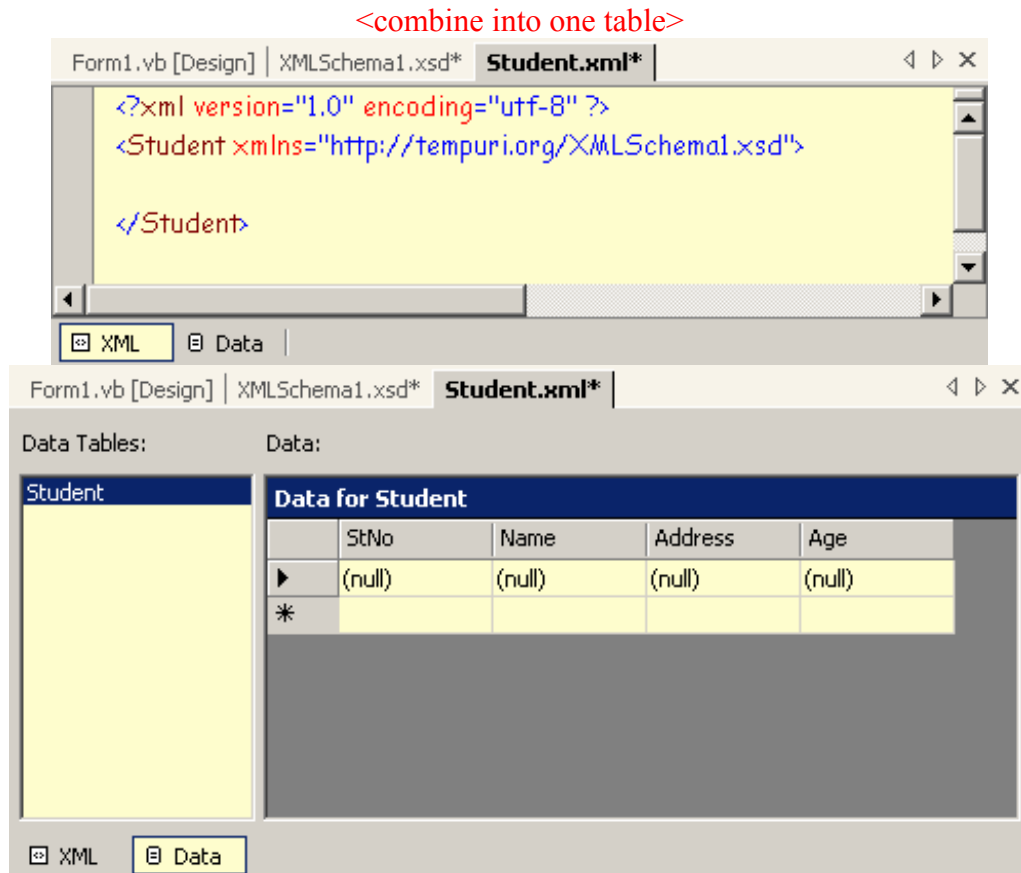 <combine into one table>
Form1.vb [Design] XMLSchema1.xsd* Student.xml*
<?xml version="1.0" encoding="utf-8" ?>
<Student xmlns="http://tempuri.org/XMLSchema1.xsd">
</Student>
XML Data
Form1.vb [Design] XMLSchema1.xsd* Student.xml*
Data Tables: Data:
Student
Data for Student
StNo Name Address Age
(null) (null) (null) (null)
XML Data